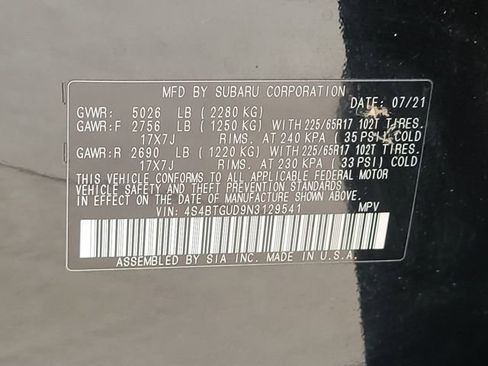 MFD BY SUBARU CORPORATION
DATE: 07/21
GVWR: 5026 LB (2280 KG)
GAWR:F 2756 LB (1250 KG) WITH 225/65R17 102T TIRES.
17X7J RIMS. AT 240 KPA (35 PSI) COLD
GAWR:R 2690 LB (1220 KG) WITH 225/65R17 102T TIRES.
17X7J RIMS. AT 230 KPA (33 PSI) COLD
THIS VEHICLE CONFORMS TO ALL APPLICABLE FEDERAL MOTOR
VEHICLE SAFETY AND THEFT PREVENTION STANDARDS
IN EFFECT ON THE DATE OF MANUFACTURE SHOWN ABOVE.
VIN: 4S4BTGUD9N3129541 MPV
ASSEMBLED BY SIA INC. IN U.S.A.